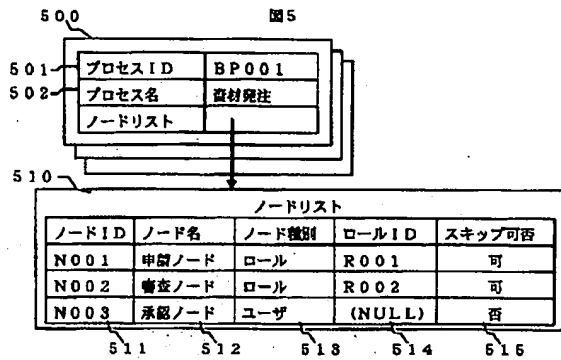 図5
500
501 プロセスID BP001
502 プロセス名 資材発注
ノードリスト
510
ノードリスト
ノードID ノード名 ノード種別 ロールID スキップ可否
N001 申請ノード ロール R001 可
N002 審査ノード ロール R002 可
N003 承認ノード ユーザ (NULL) 否
511 512 513 514 515